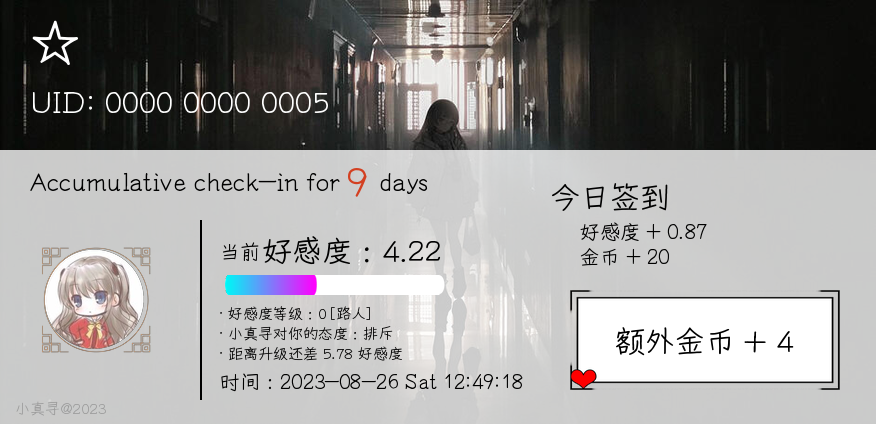 UID: 0000 0000 0005
Accumulative check-in for 9 days
当前好感度：4.22
· 好感度等级：0[路人]
· 小真寻对你的态度：排斥
· 距离升级还差 5.78 好感度
时间：2023-08-26 Sat 12:49:18
今日签到
好感度 + 0.87
金币 + 20
额外金币 + 4
小真寻@2023